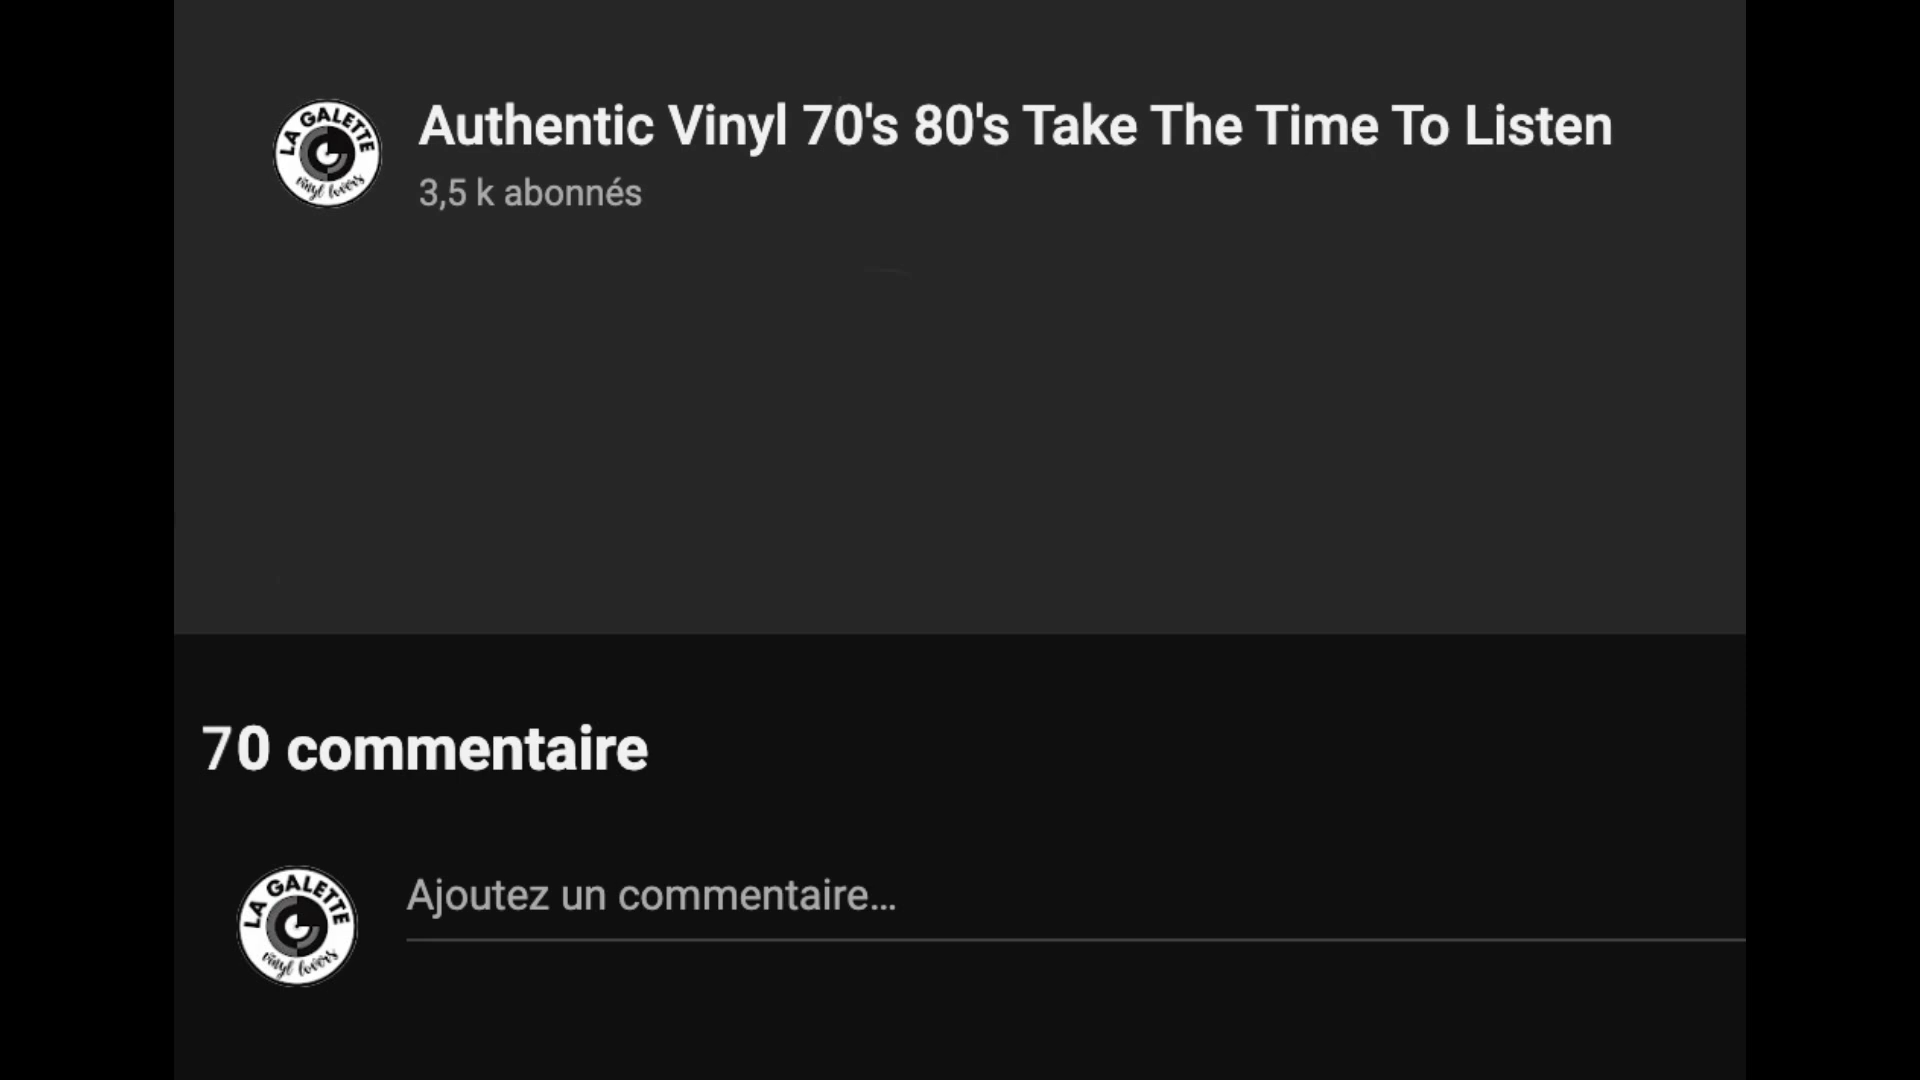 LA GALETTE
vinyl lovers
Authentic Vinyl 70's 80's Take The Time To Listen
3,5 k abonnés
70 commentaire
LA GALETTE
vinyl lovers
Ajoutez un commentaire...